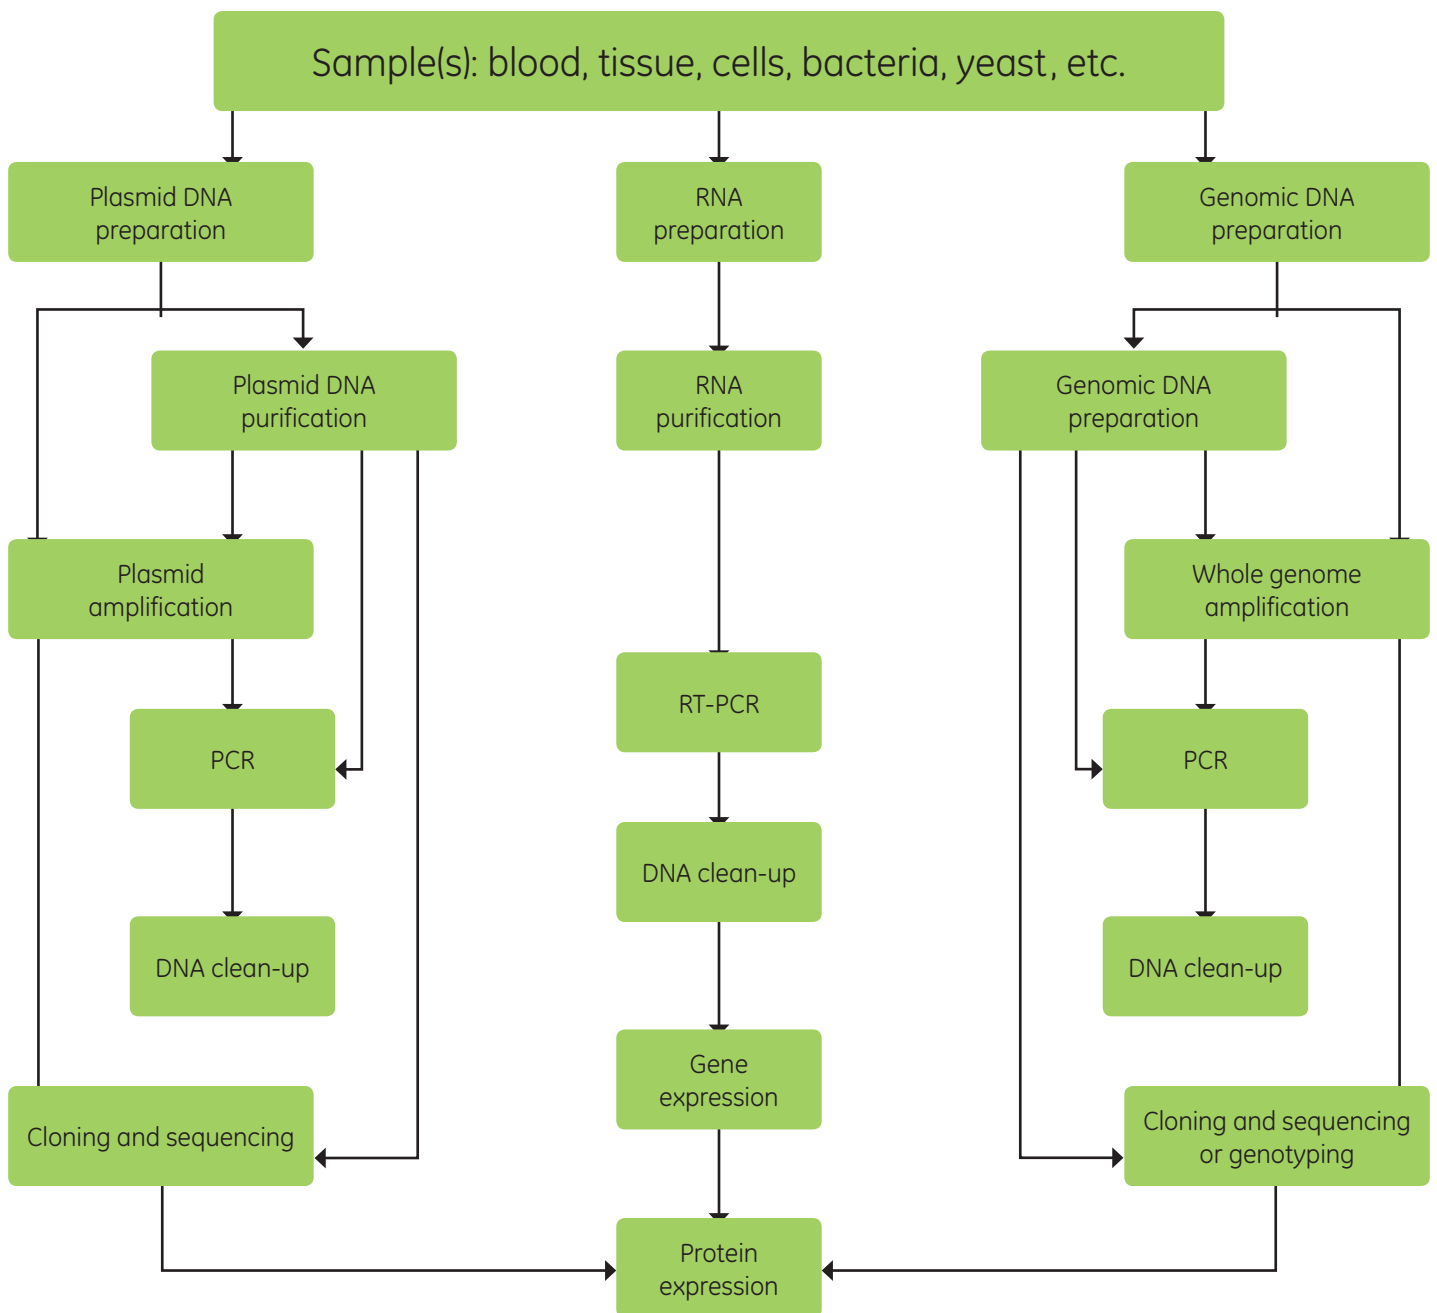 Sample(s): blood, tissue, cells, bacteria, yeast, etc.
Plasmid DNA
preparation
RNA
preparation
Genomic DNA
preparation
Plasmid DNA
purification
RNA
purification
Genomic DNA
preparation
Plasmid
amplification
Whole genome
amplification
RT-PCR
PCR
PCR
DNA clean-up
DNA clean-up
DNA clean-up
Gene
expression
Cloning and sequencing
Cloning and sequencing
or genotyping
Protein
expression